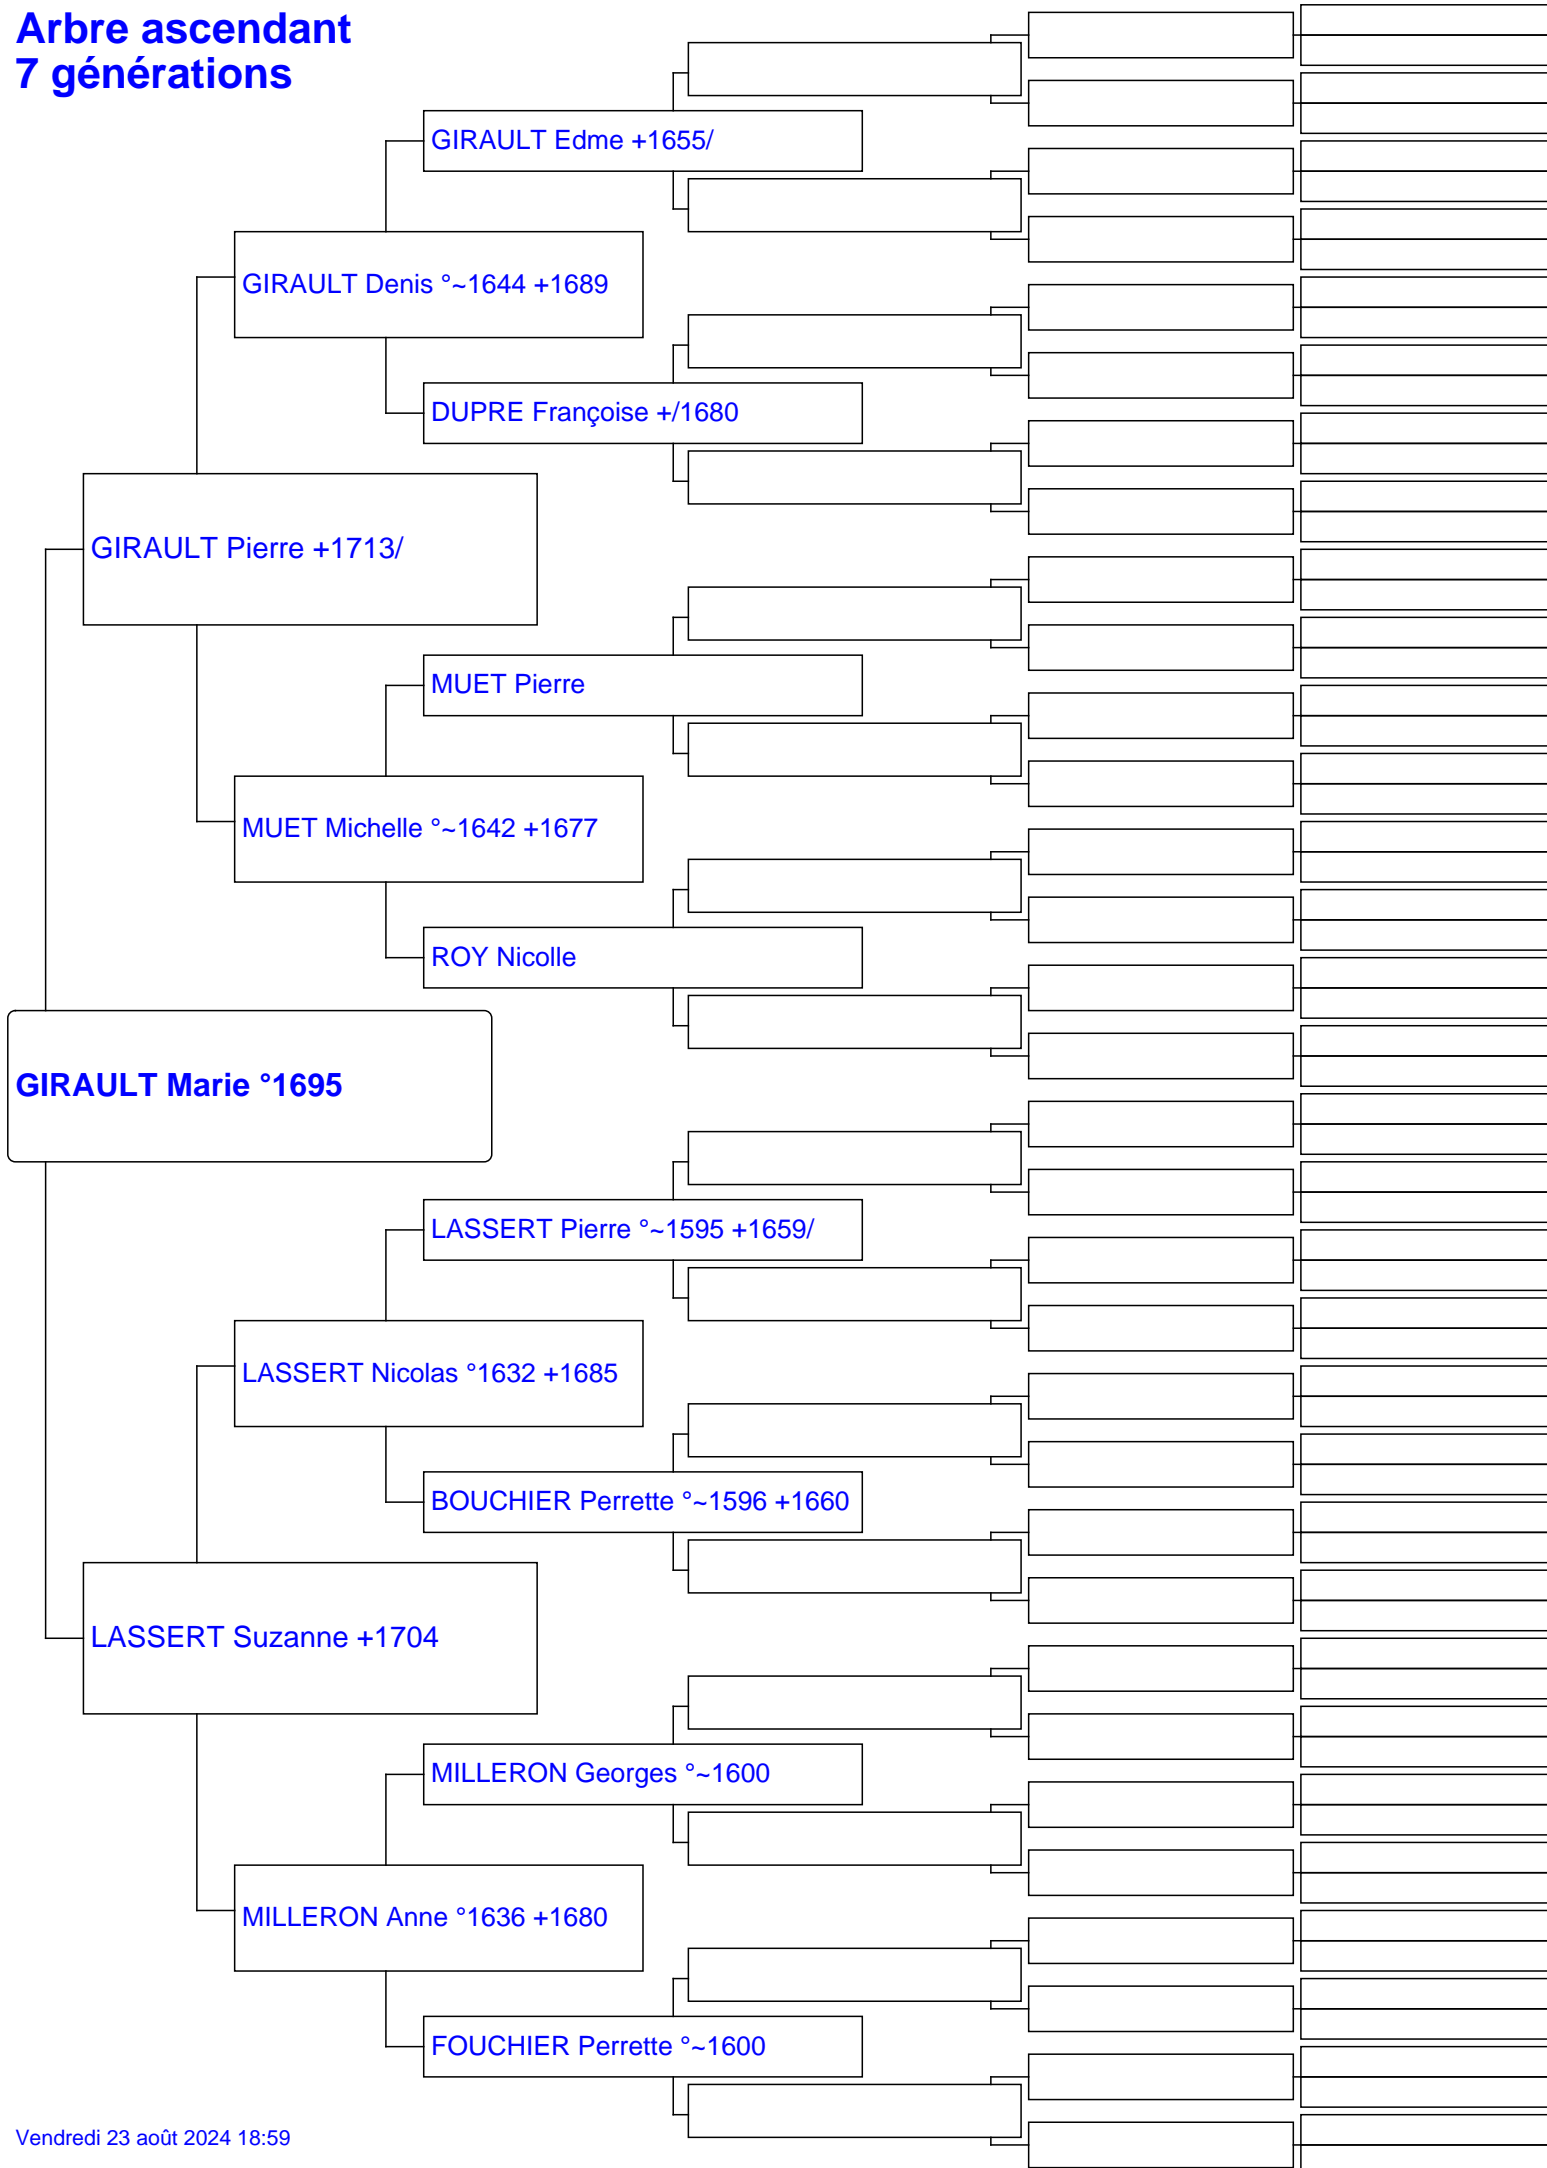 Arbre ascendant
7 générations
GIRAULT Edme +1655/
GIRAULT Denis °~1644 +1689
DUPRE Françoise +/1680
GIRAULT Pierre +1713/
MUET Pierre
MUET Michelle °~1642 +1677
ROY Nicolle
GIRAULT Marie °1695
LASSERT Pierre °~1595 +1659/
LASSERT Nicolas °1632 +1685
BOUCHIER Perrette °~1596 +1660
LASSERT Suzanne +1704
MILLERON Georges °~1600
MILLERON Anne °1636 +1680
FOUCHIER Perrette °~1600
Vendredi 23 août 2024 18:59